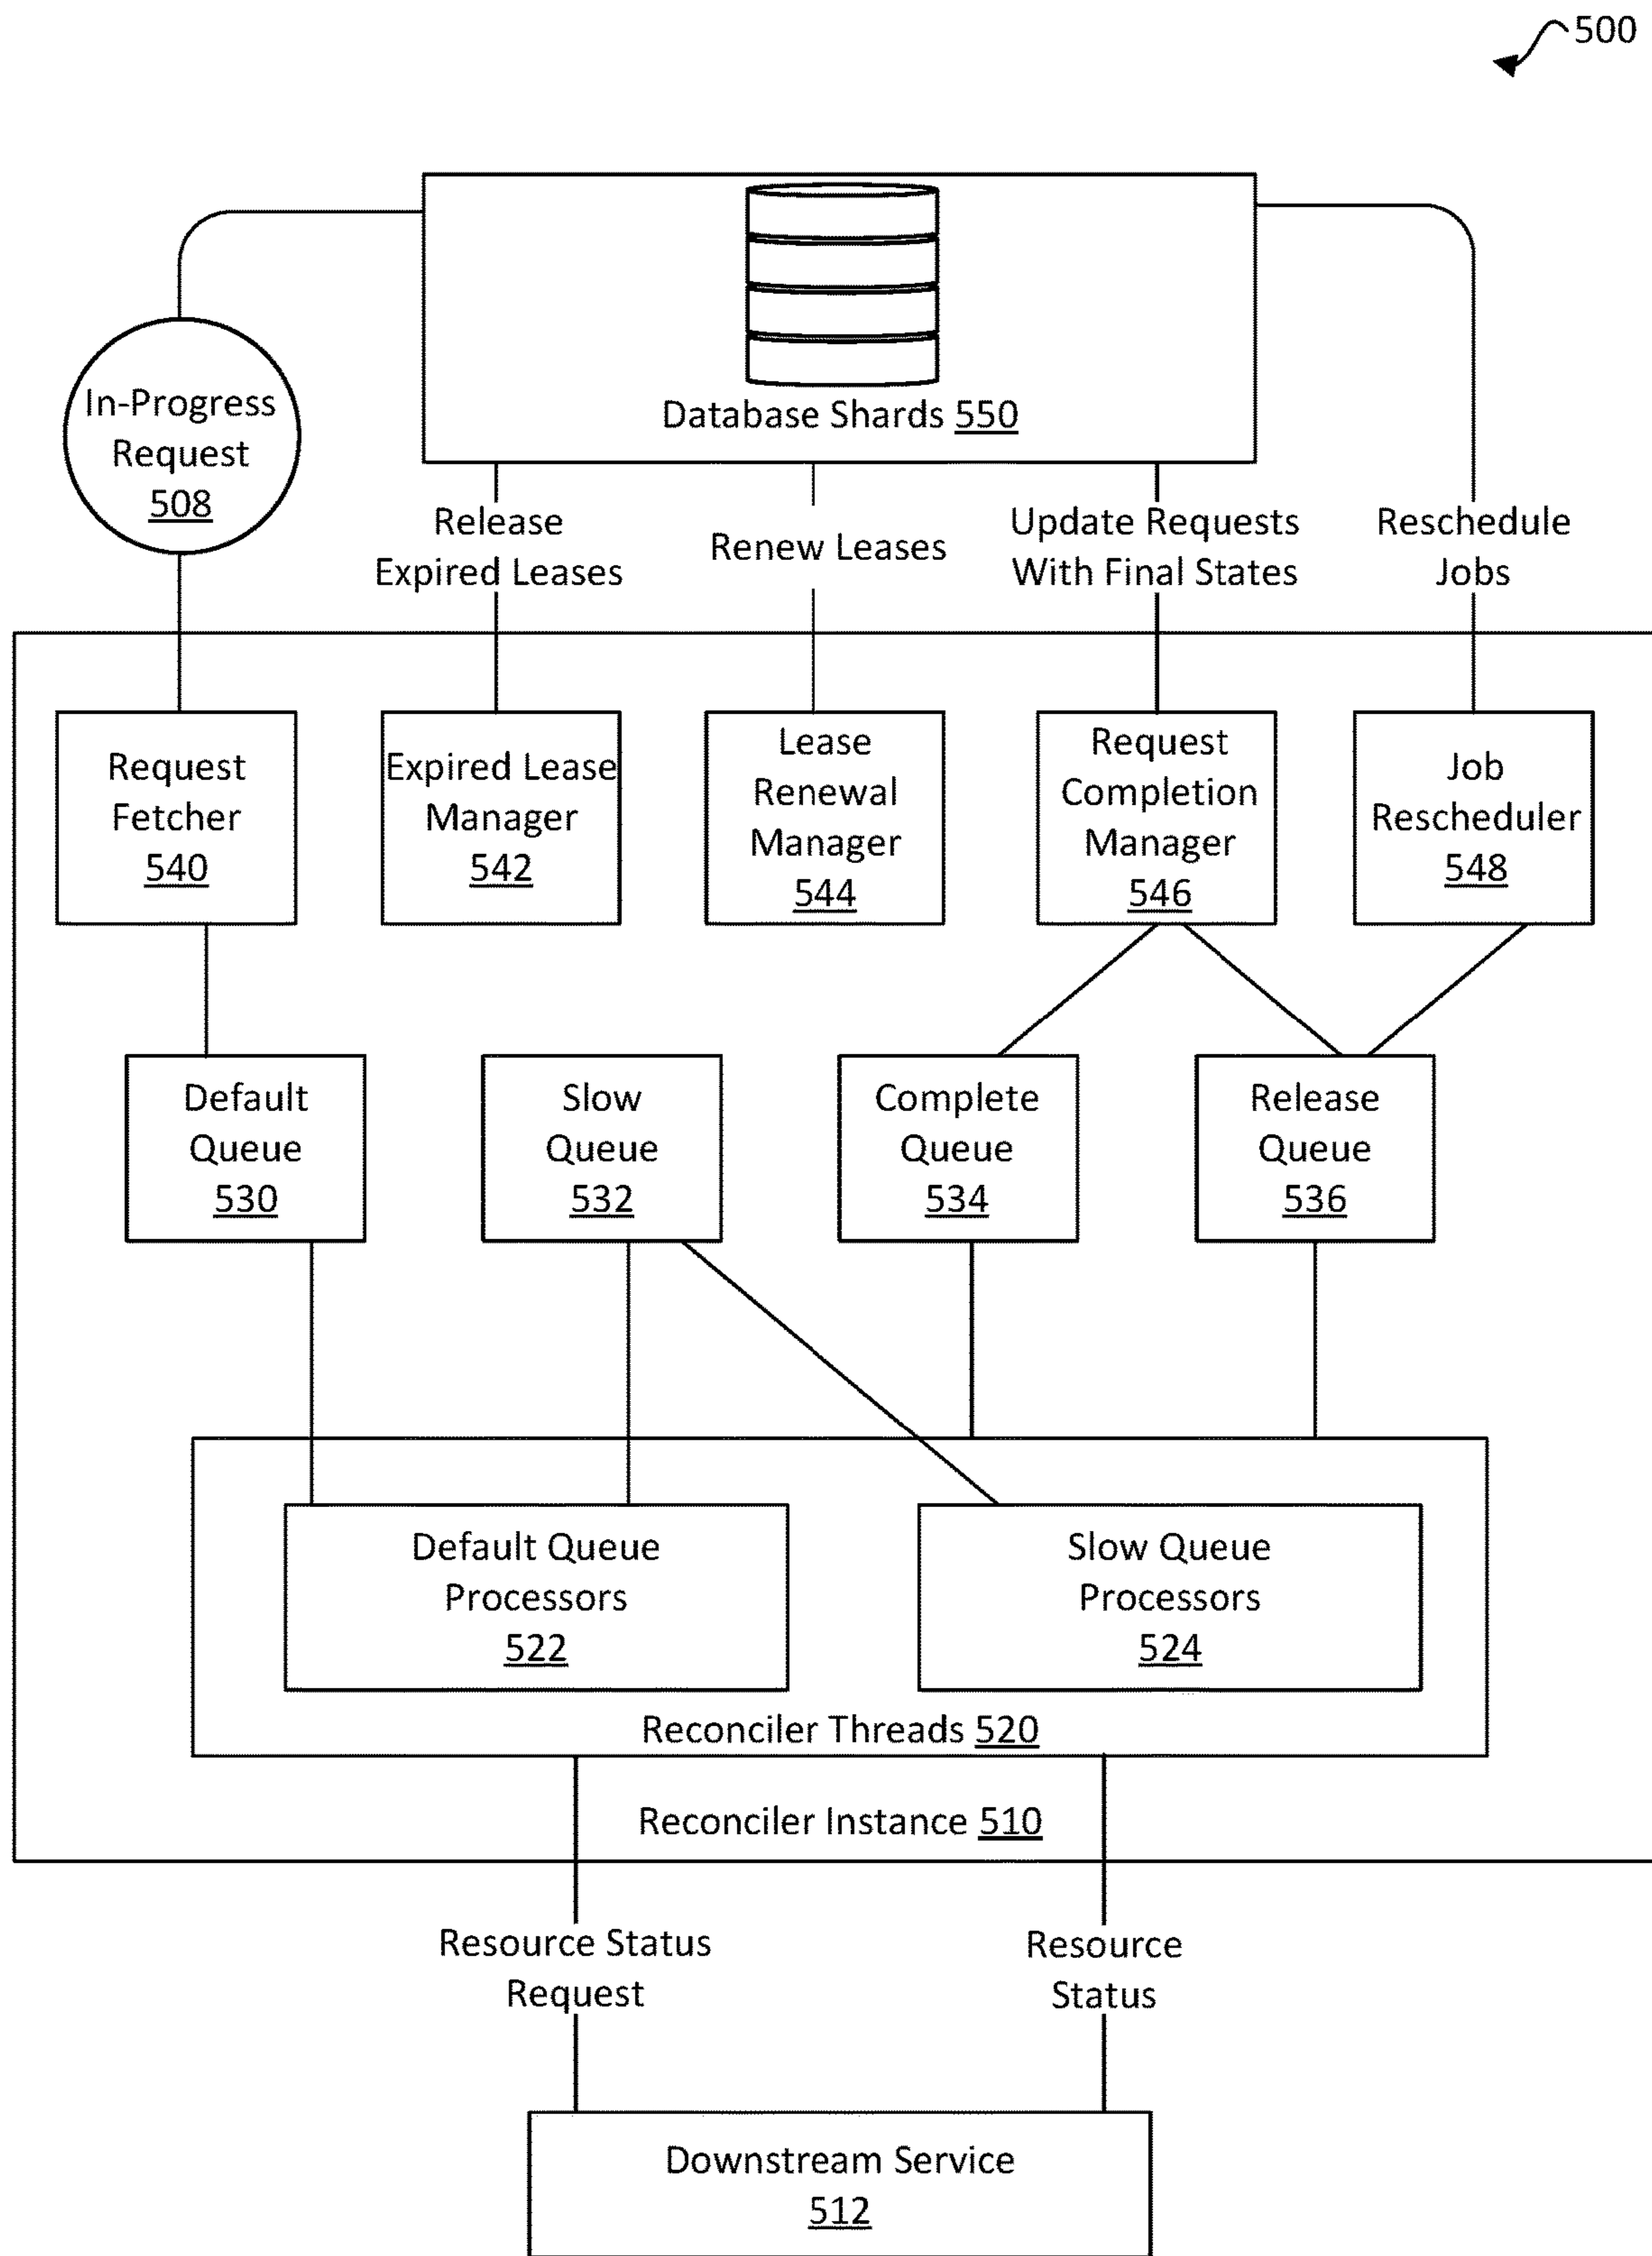 500
Database Shards 550
In-Progress
Request
508
Release
Expired Leases
Renew Leases
Update Requests
With Final States
Reschedule
Jobs
Request
Fetcher
540
Expired Lease
Manager
542
Lease
Renewal
Manager
544
Request
Completion
Manager
546
Job
Rescheduler
548
Default
Queue
530
Slow
Queue
532
Complete
Queue
534
Release
Queue
536
Default Queue
Processors
522
Slow Queue
Processors
524
Reconciler Threads 520
Reconciler Instance 510
Resource Status
Request
Resource
Status
Downstream Service
512